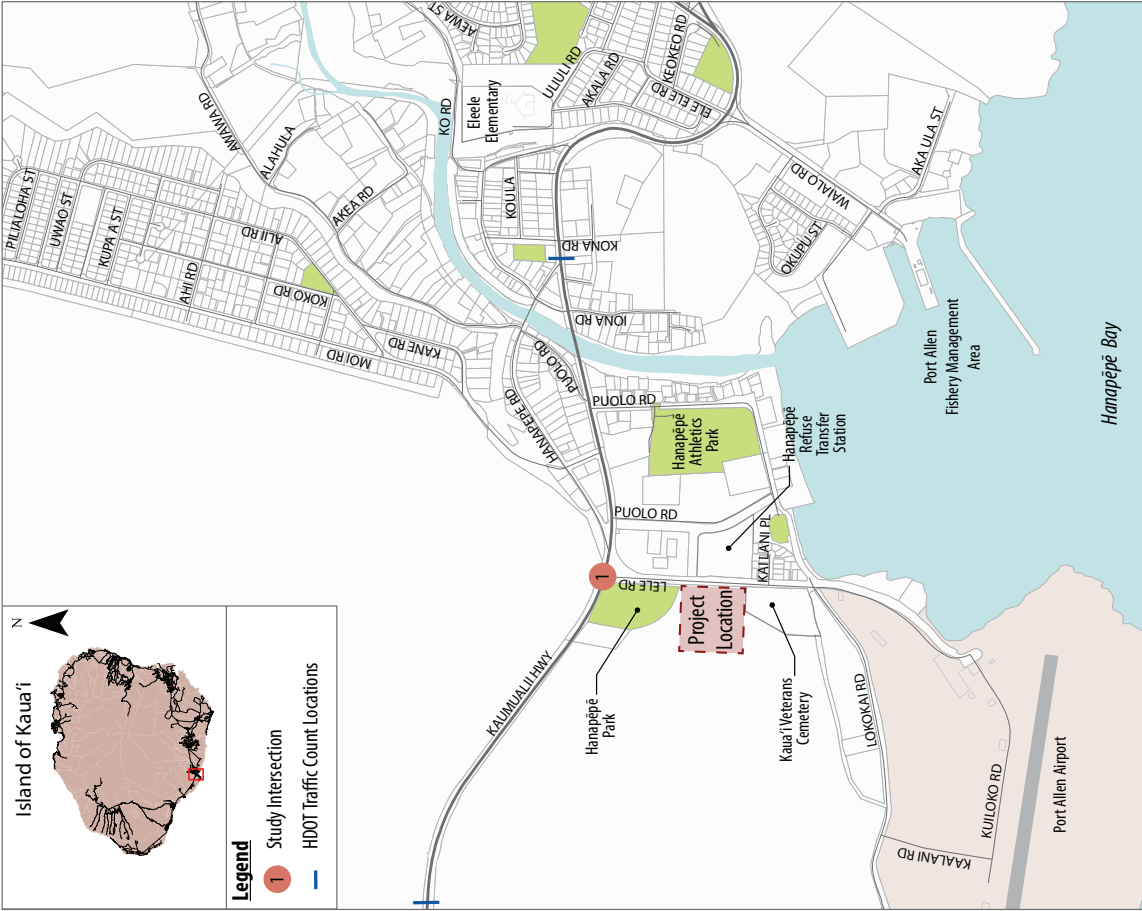 Island of Kaua'i
N
Legend
1
Study Intersection
HDOT Traffic Count Locations
PILIALOHA ST
UWAO ST
KUPA A ST
AHI RD
ALII RD
KOKO RD
MOI RD
KANE RD
AWAWA RD
ALAHULA
AKEA RD
KO RD
AEWA ST
Eleele
Elementary
ULIULI RD
AKALA RD
KEOKEO RD
ELE ELE RD
KOULA
KONA RD
IONA RD
WAIALO RD
AKA ULA ST
OKUPU ST
HANAPEPE RD
PUOLO RD
PUOLO RD
PUOLO RD
Hanapēpē
Athletics
Park
Hanapēpē
Refuse
Transfer
Station
Port Allen
Fishery Management
Area
Hanapēpē Bay
1
LELE RD
KAI LANI PL
Project
Location
KAUMUALII HWY
Hanapēpē
Park
Kaua'i Veterans
Cemetery
LOKOKAI RD
KUILOKO RD
KAALANI RD
Port Allen Airport